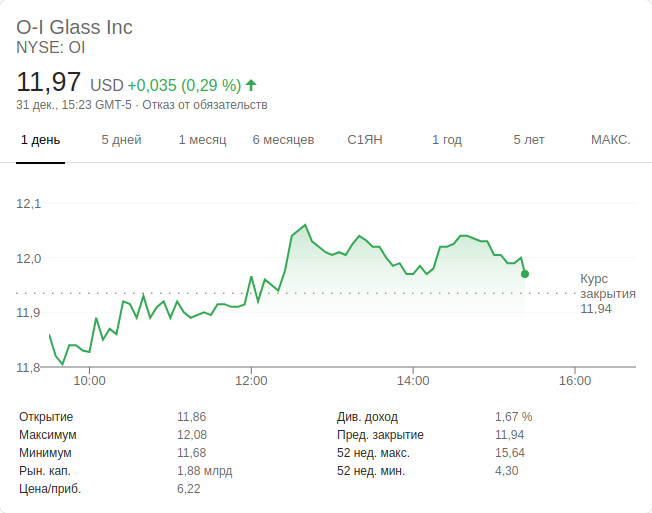 O-I Glass Inc
NYSE: OI
11,97 USD +0,035 (0,29 %)
31 дек., 15:23 GMT-5 · Отказ от обязательств
1 день 5 дней 1 месяц 6 месяцев С1ЯН 1 год 5 лет МАКС.
12,1
12,0
Курс
закрытия
11,94
11,9
11,8
10:00 12:00 14:00 16:00
Открытие 11,86 Див. доход 1,67 %
Максимум 12,08 Пред. закрытие 11,94
Минимум 11,68 52 нед. макс. 15,64
Рын. кап. 1,88 млрд 52 нед. мин. 4,30
Цена/приб. 6,22